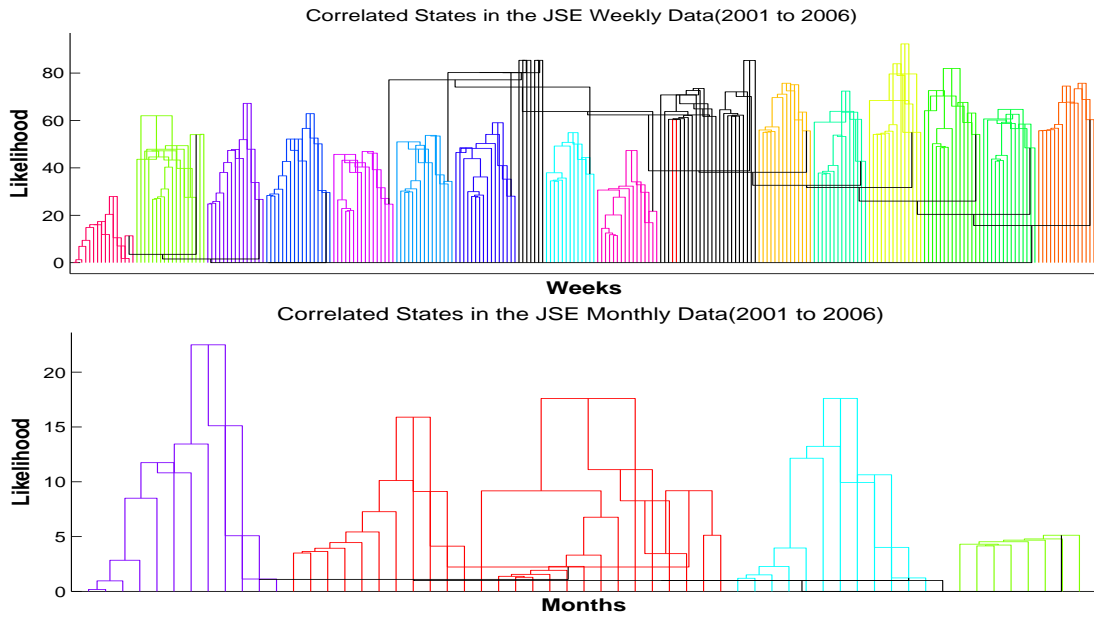 Correlated States in the JSE Weekly Data(2001 to 2006)
80
60
40
20
0
Likelihood
Weeks
Correlated States in the JSE Monthly Data(2001 to 2006)
20
15
10
5
0
Likelihood
Months